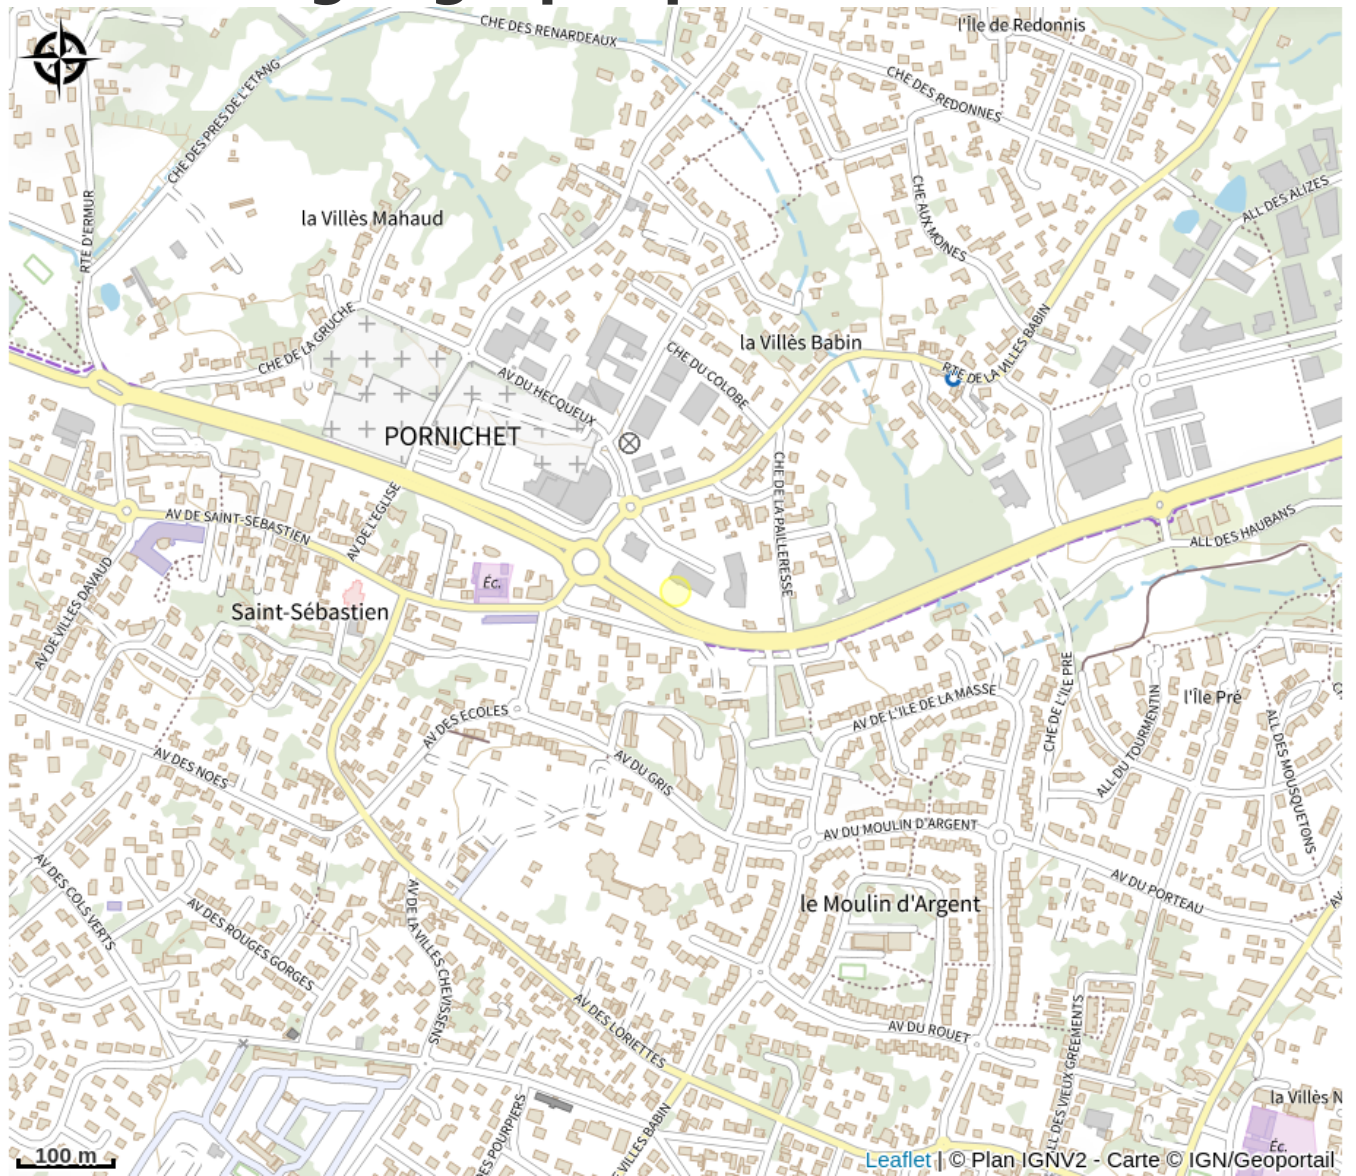 CHE DES RENARDEAUX
l'Île de Redonnis
CHE DES PRES DE L'ETANG
CHE DES REDONNES
RTE D'ERMUR
la Villès Mahaud
CHE AUX MOINES
ALL DES ALIZES
CHE DE LA GRUCHE
la Villès Babin
CHE DU COLOBE
RTE DE LA VILLES BABIN
AV DU HECQUEUX
PORNICHET
CHE DE LA PAILLERESSE
AV DE SAINT-SEBASTIEN
AV DE L'EGLISE
ALL DES HAUBANS
AV DE VILLES DAVAUD
Éc.
Saint-Sébastien
CHE DE L'ILE PRE
l'Île Pré
AV DE L'ILE DE LA MASSE
AV DES ECOLES
ALL DU TOURMENTIN
ALL DES MOUSQUETONS
AV DES NOES
AV DU GRIS
AV DU MOULIN D'ARGENT
AV DES COLS VERTS
AV DU PORTEAU
AV DES ROUGES GORGES
AV DE LA VILLES CHEVISSENS
le Moulin d'Argent
AV DES LORIETTES
AV DU ROUET
ALL DES VIEUX GREEMENTS
la Villès N
ES POURPIERS
VILLES BABIN
Éc.
100 m
Leaflet | © Plan IGNV2 - Carte © IGN/Geoportail